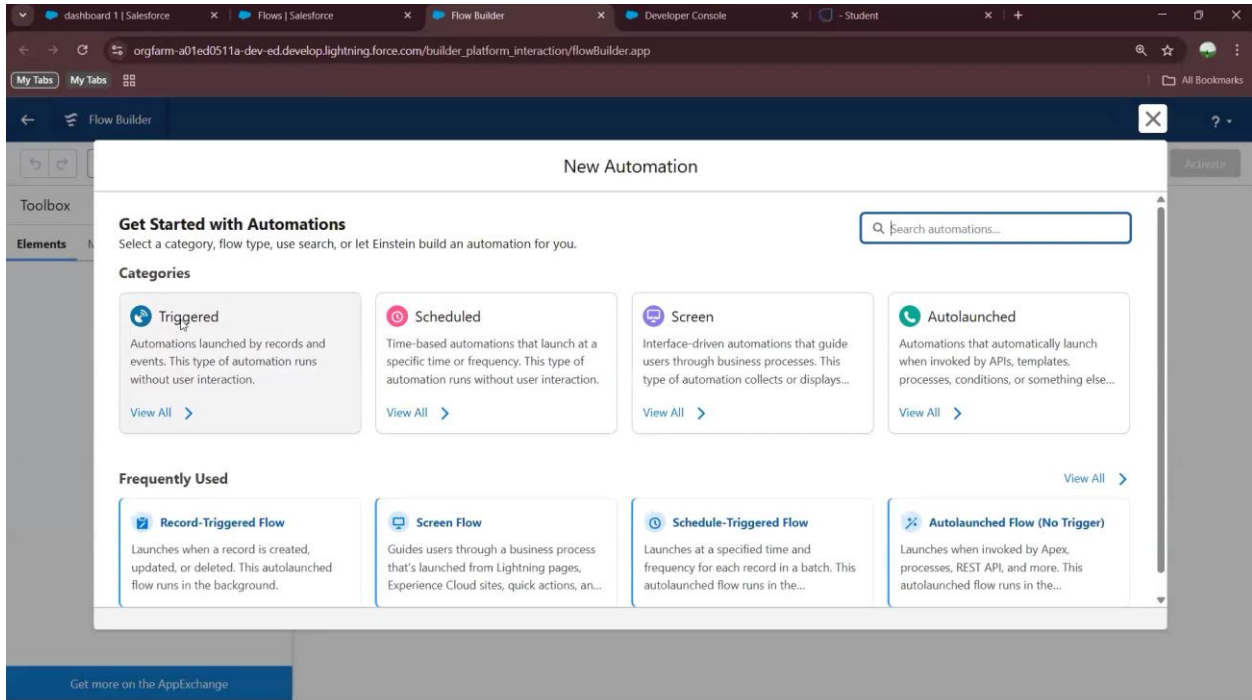 dashboard 1 | Salesforce
Flows | Salesforce
Flow Builder
Developer Console
- Student
orgfarm-a01ed0511a-dev-ed.develop.lightning.force.com/builder_platform_interaction/flowBuilder.app
My Tabs
My Tabs
All Bookmarks
Flow Builder
?
New Automation
Activate
Toolbox
Elements
M
Get Started with Automations
Select a category, flow type, use search, or let Einstein build an automation for you.
Search automations...
Categories
Triggered
Automations launched by records and
events. This type of automation runs
without user interaction.
View All
Scheduled
Time-based automations that launch at a
specific time or frequency. This type of
automation runs without user interaction.
View All
Screen
Interface-driven automations that guide
users through business processes. This
type of automation collects or displays...
View All
Autolaunched
Automations that automatically launch
when invoked by APIs, templates,
processes, conditions, or something else...
View All
Frequently Used
View All
Record-Triggered Flow
Launches when a record is created,
updated, or deleted. This autolaunched
flow runs in the background.
Screen Flow
Guides users through a business process
that's launched from Lightning pages,
Experience Cloud sites, quick actions, an...
Schedule-Triggered Flow
Launches at a specified time and
frequency for each record in a batch. This
autolaunched flow runs in the...
Autolaunched Flow (No Trigger)
Launches when invoked by Apex,
processes, REST API, and more. This
autolaunched flow runs in the...
Get more on the AppExchange